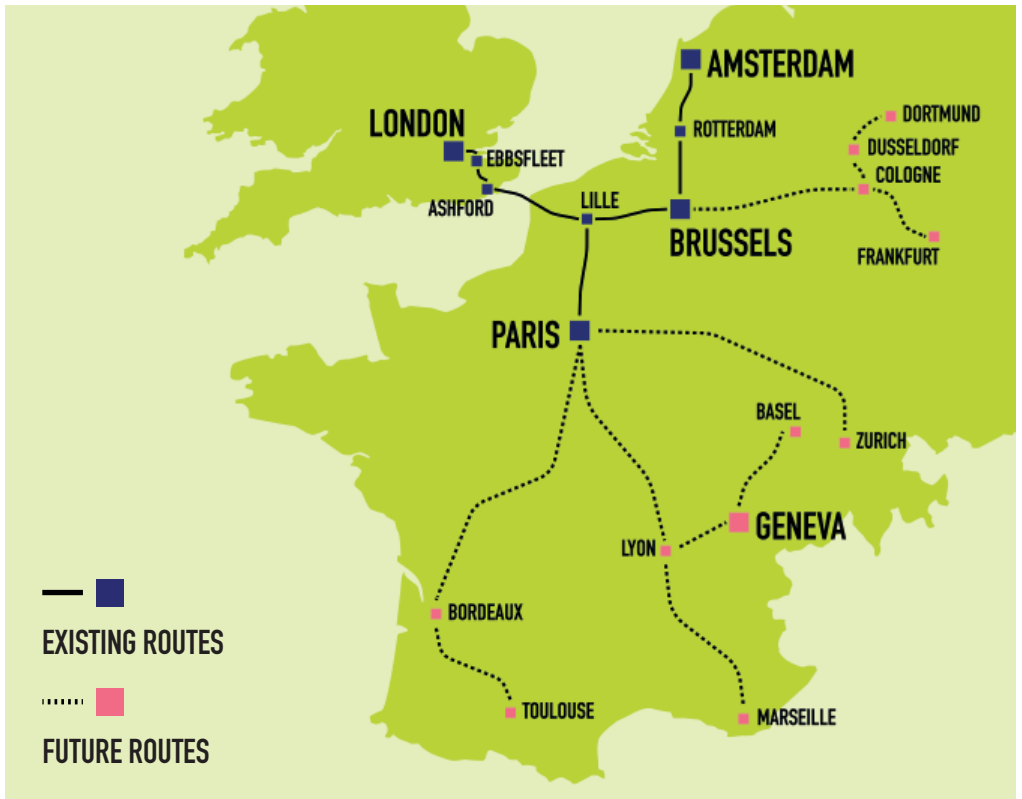 AMSTERDAM
DORTMUND
LONDON
ROTTERDAM
DUSSELDORF
EBBSFLEET
COLOGNE
ASHFORD
LILLE
BRUSSELS
FRANKFURT
PARIS
BASEL
ZURICH
GENEVA
LYON
BORDEAUX
EXISTING ROUTES
TOULOUSE
MARSEILLE
FUTURE ROUTES